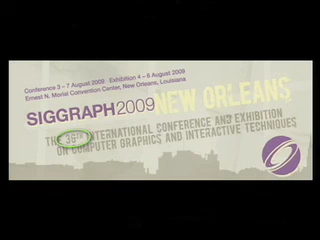 Conference 3 – 7 August 2009   Exhibition 4 – 6 August 2009
Ernest N. Morial Convention Center, New Orleans, Louisiana
SIGGRAPH2009 NEW ORLEANS
THE 36TH INTERNATIONAL CONFERENCE AND EXHIBITION
ON COMPUTER GRAPHICS AND INTERACTIVE TECHNIQUES